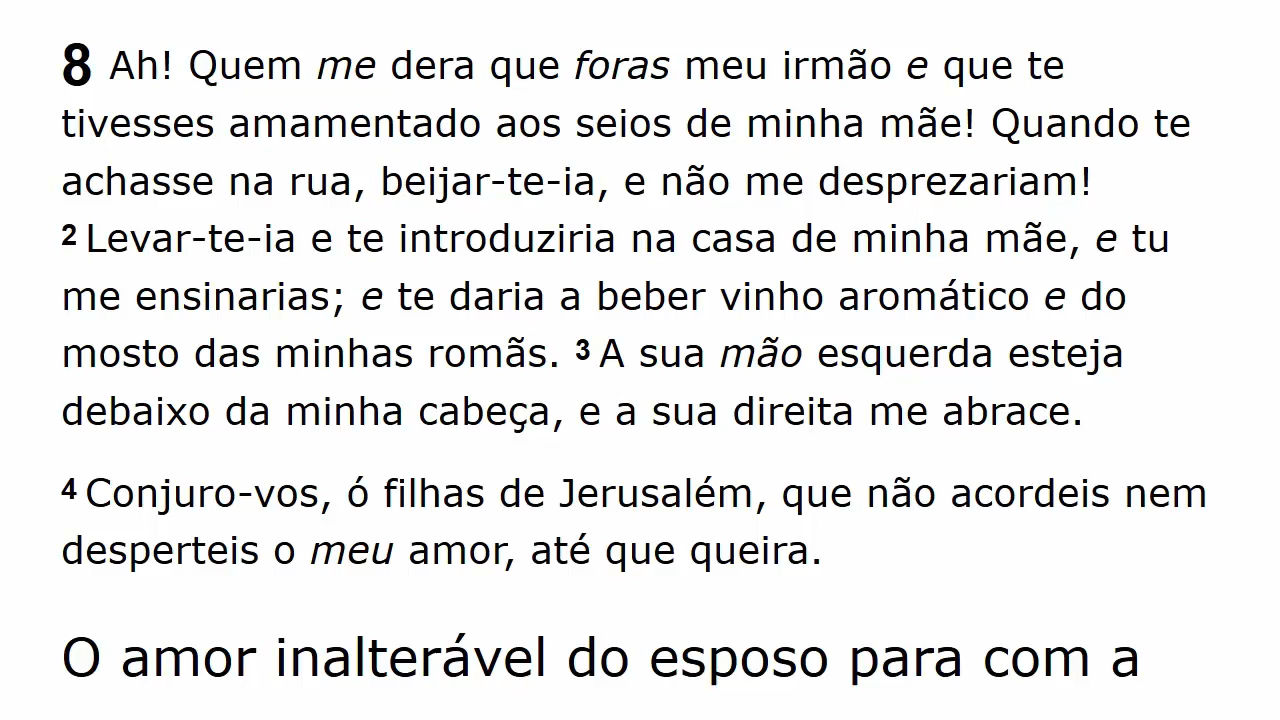 8 Ah! Quem me dera que foras meu irmão e que te
tivesses amamentado aos seios de minha mãe! Quando te
achasse na rua, beijar-te-ia, e não me desprezariam!
2 Levar-te-ia e te introduziria na casa de minha mãe, e tu
me ensinarias; e te daria a beber vinho aromático e do
mosto das minhas romãs. 3 A sua mão esquerda esteja
debaixo da minha cabeça, e a sua direita me abrace.
4 Conjuro-vos, ó filhas de Jerusalém, que não acordeis nem
desperteis o meu amor, até que queira.
O amor inalterável do esposo para com a